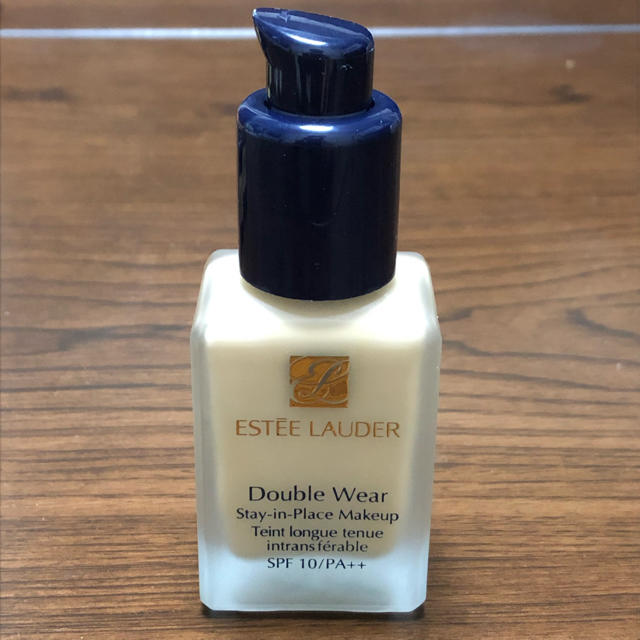 ESTĒE LAUDER
Double Wear
Stay-in-Place Makeup
Teint longue tenue
intransférable
SPF 10/PA++